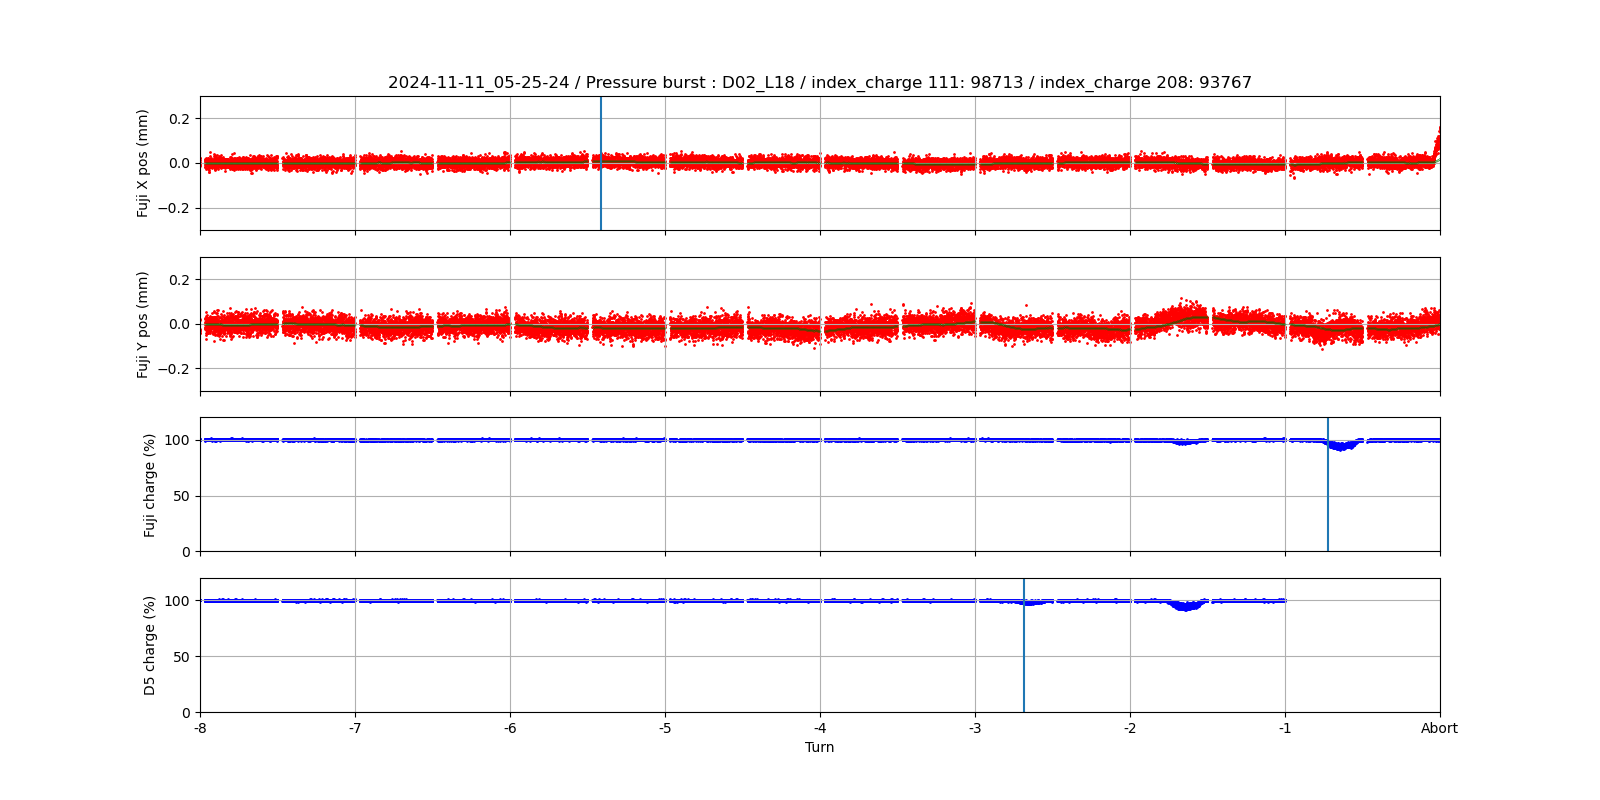 2024-11-11_05-25-24 / Pressure burst : D02_L18 / index_charge 111: 98713 / index_charge 208: 93767
Fuji X pos (mm)
0.2
0.0
−0.2
Fuji Y pos (mm)
0.2
0.0
−0.2
Fuji charge (%)
100
50
0
D5 charge (%)
100
50
0
-8 -7 -6 -5 -4 -3 -2 -1 Abort
Turn